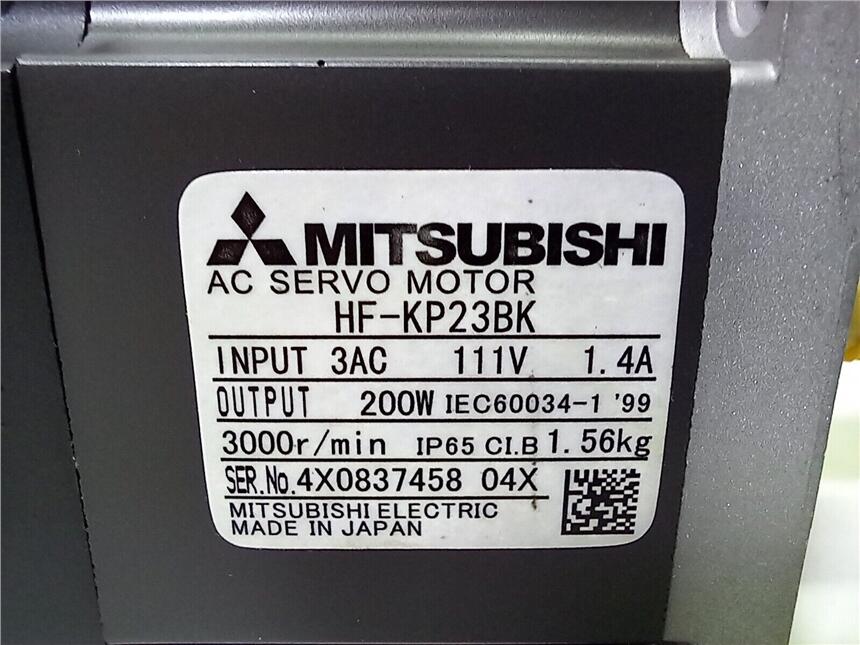 MITSUBISHI
AC SERVO MOTOR
HF-KP23BK
INPUT 3AC 111V 1.4A
OUTPUT 200W IEC60034-1 '99
3000r/min IP65 CI.B 1.56kg
SER.No.4X0837458 04X
MITSUBISHI ELECTRIC
MADE IN JAPAN